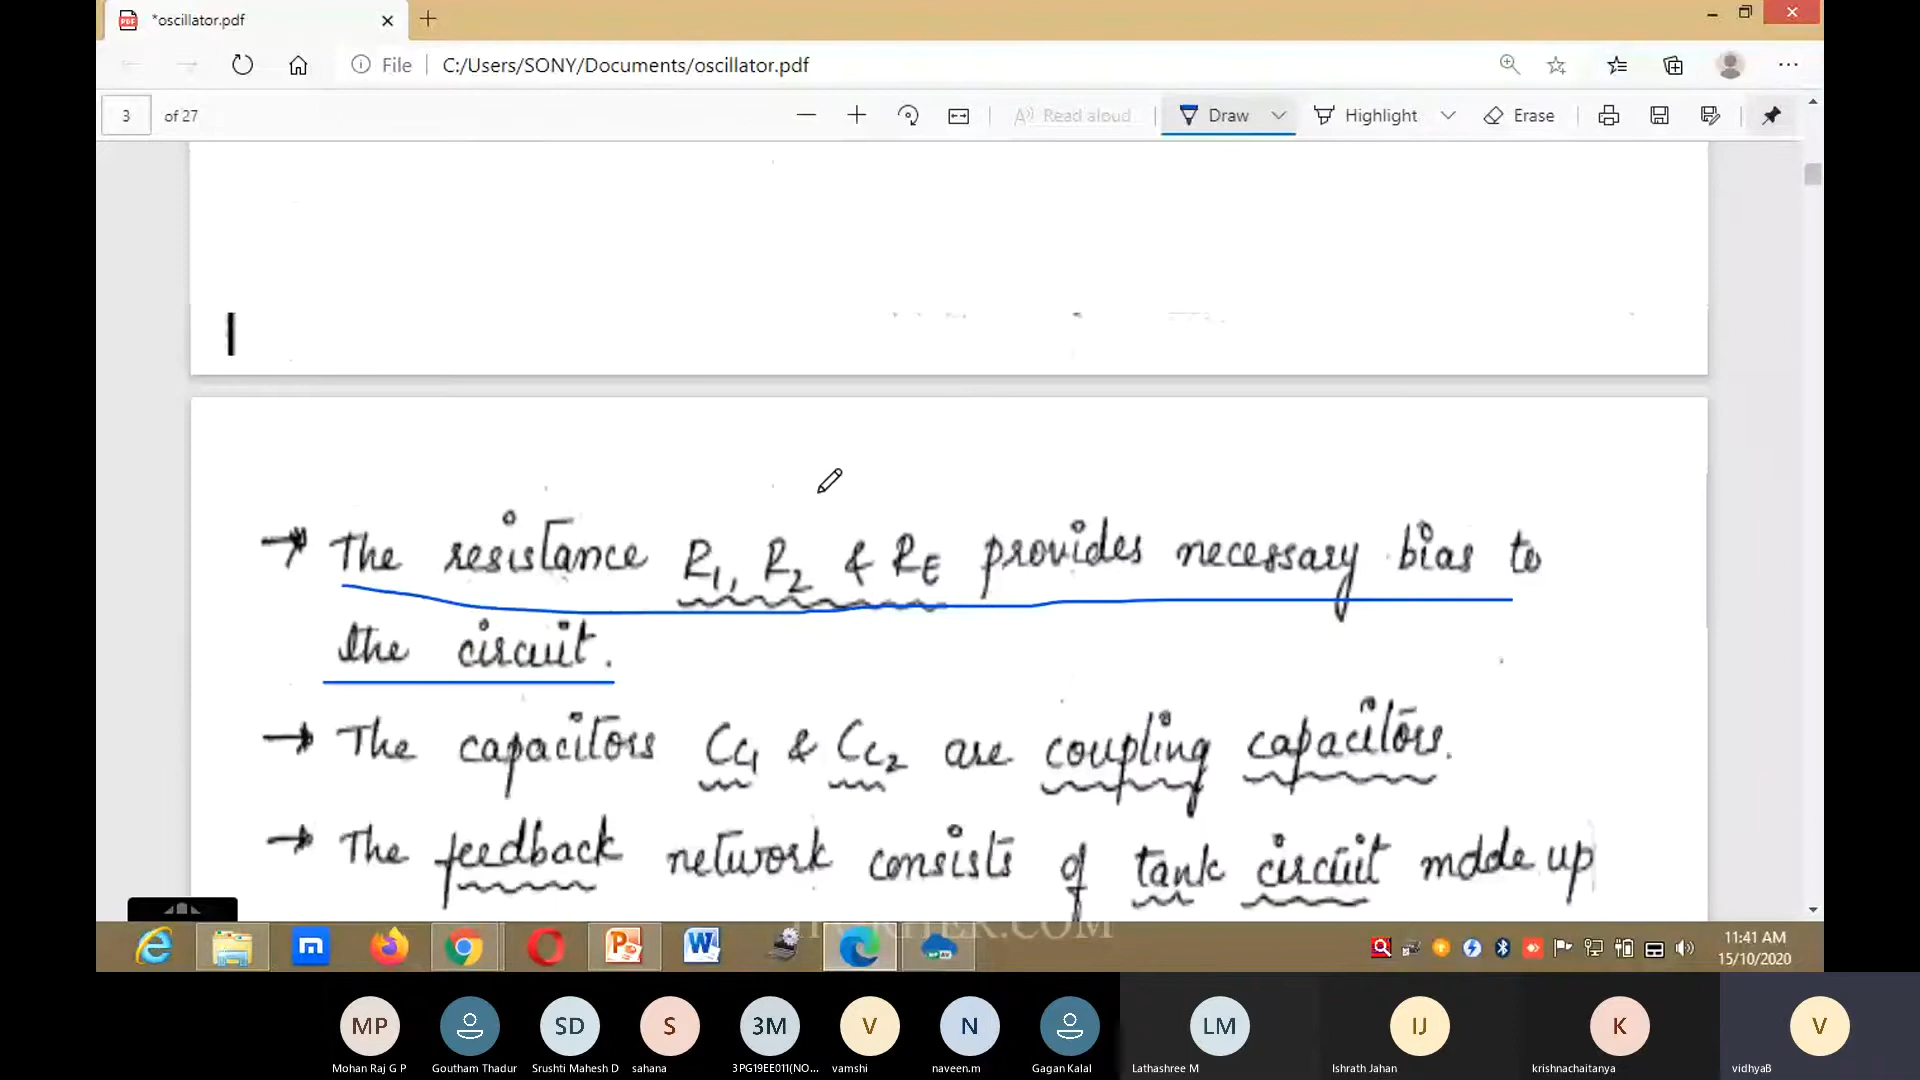 *oscillator.pdf
File C:/Users/SONY/Documents/oscillator.pdf
3 of 27 Read aloud Draw Highlight Erase
→ The resistance R1, R2 & RE provides necessary bias to
the circuit.
→ The capacitors CC1 & CC2 are coupling capacitors.
→ The feedback network consists of tank circuit made up
11:41 AM
15/10/2020
MP SD S 3M V N LM IJ K V
Mohan Raj G P Goutham Thadur Srushti Mahesh D sahana 3PG19EE011(NO... vamshi naveen.m Gagan Kalal Lathashree M Ishrath Jahan krishnachaitanya vidhyaB